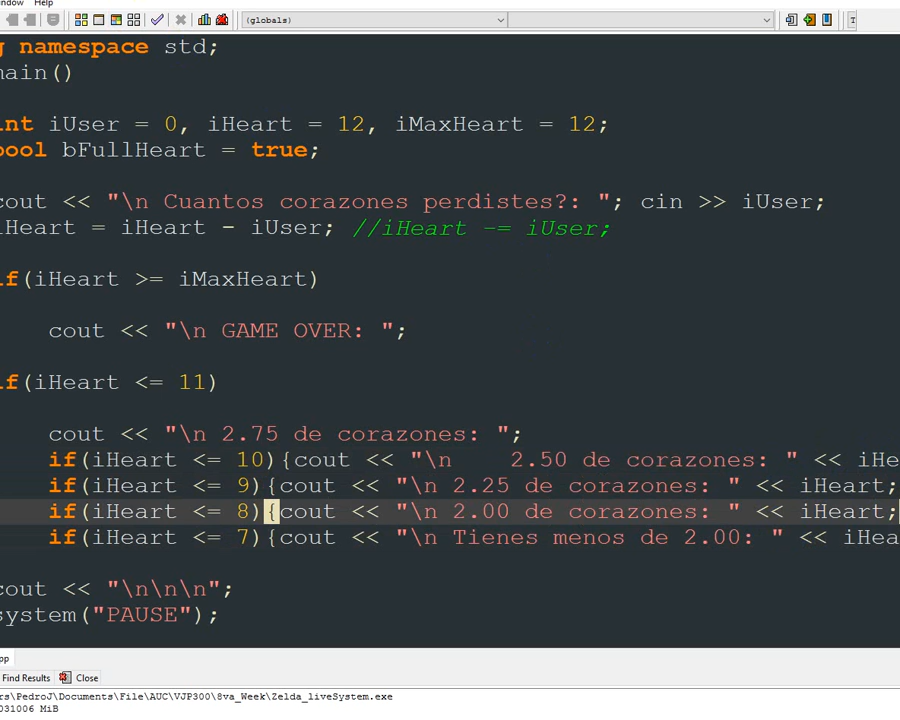 Help
(globals)
namespace std;
main()
int iUser = 0, iHeart = 12, iMaxHeart = 12;
bool bFullHeart = true;
cout << "\n Cuantos corazones perdistes?: "; cin >> iUser;
iHeart = iHeart - iUser; //iHeart -= iUser;
if(iHeart >= iMaxHeart)
cout << "\n GAME OVER: ";
if(iHeart <= 11)
cout << "\n 2.75 de corazones: ";
if(iHeart <= 10){cout << "\n    2.50 de corazones: " << iHe
if(iHeart <= 9){cout << "\n 2.25 de corazones: " << iHeart;
if(iHeart <= 8){cout << "\n 2.00 de corazones: " << iHeart;
if(iHeart <= 7){cout << "\n Tienes menos de 2.00: " << iHea
cout << "\n\n\n";
system("PAUSE");
pp
Find Results Close
rs\PedroJ\Documents\File\AUC\VJP300\8va_Week\Zelda_liveSystem.exe
031006 MiB